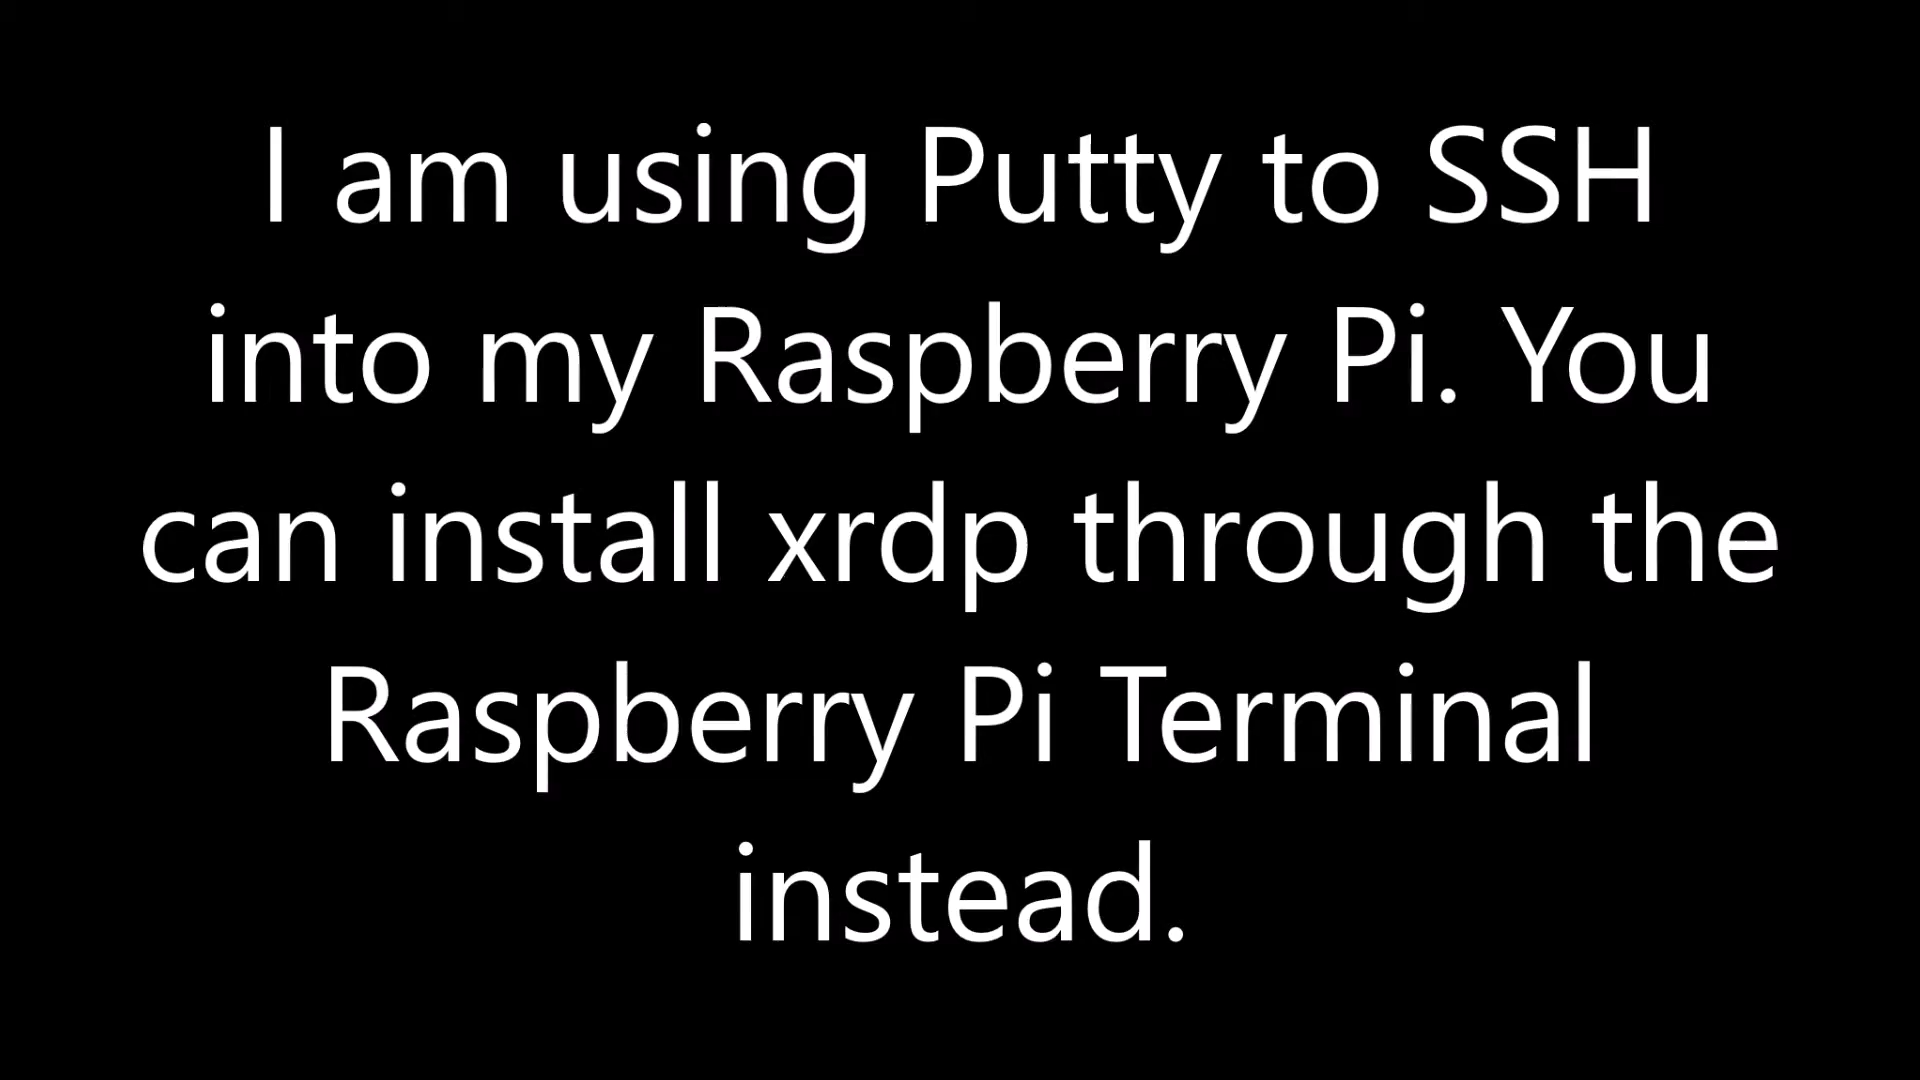 I am using Putty to SSH
into my Raspberry Pi. You
can install xrdp through the
Raspberry Pi Terminal
instead.